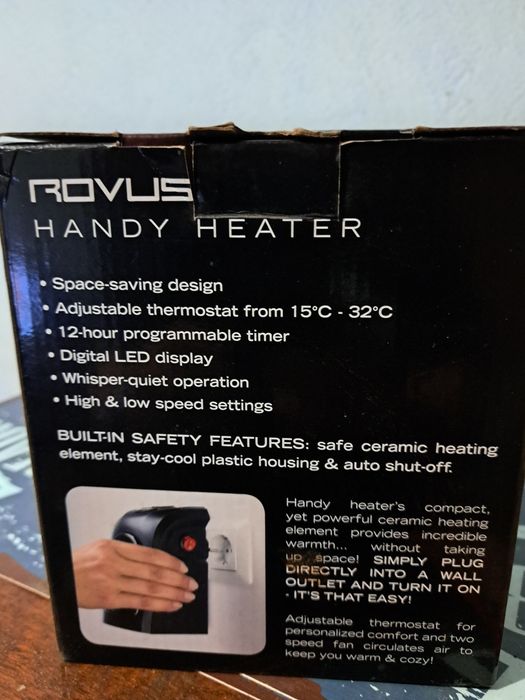 ROVUS
HANDY HEATER
• Space-saving design
• Adjustable thermostat from 15°C - 32°C
• 12-hour programmable timer
• Digital LED display
• Whisper-quiet operation
• High & low speed settings
BUILT-IN SAFETY FEATURES: safe ceramic heating
element, stay-cool plastic housing & auto shut-off.
Handy heater's compact,
yet powerful ceramic heating
element provides incredible
warmth... without taking
up space! SIMPLY PLUG
DIRECTLY INTO A WALL
OUTLET AND TURN IT ON
- IT'S THAT EASY!
Adjustable thermostat for
personalized comfort and two
speed fan circulates air to
keep you warm & cozy!